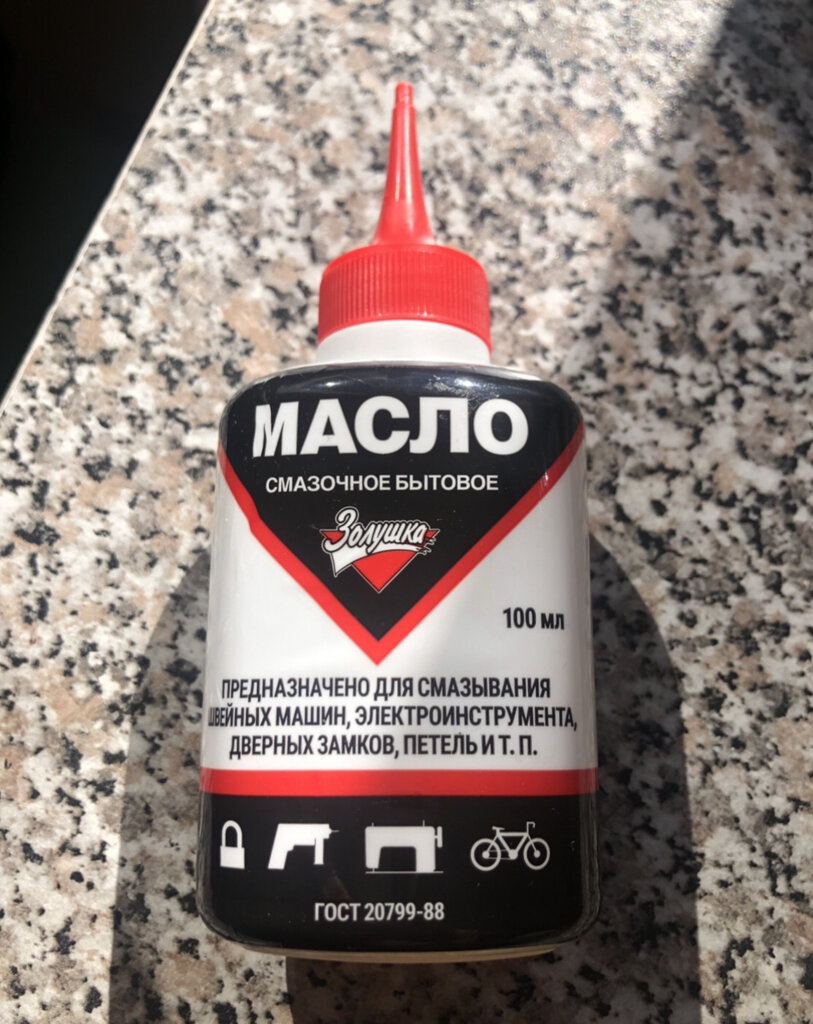 МАСЛО
СМАЗОЧНОЕ БЫТОВОЕ
Золушка
100 мл
ПРЕДНАЗНАЧЕНО ДЛЯ СМАЗЫВАНИЯ
ШВЕЙНЫХ МАШИН, ЭЛЕКТРОИНСТРУМЕНТА,
ДВЕРНЫХ ЗАМКОВ, ПЕТЕЛЬ И Т. П.
ГОСТ 20799-88